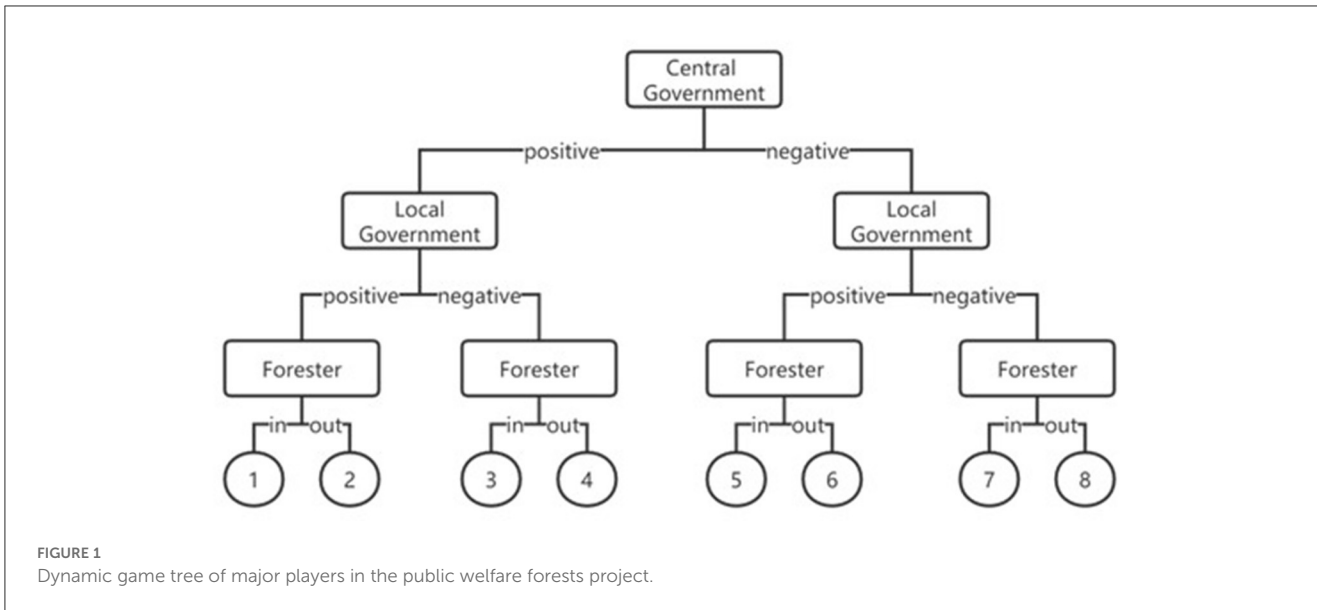 Central
Government
positive negative
Local
Government
Local
Government
positive negative positive negative
Forester Forester Forester Forester
in out in out in out in out
1 2 3 4 5 6 7 8
FIGURE 1
Dynamic game tree of major players in the public welfare forests project.